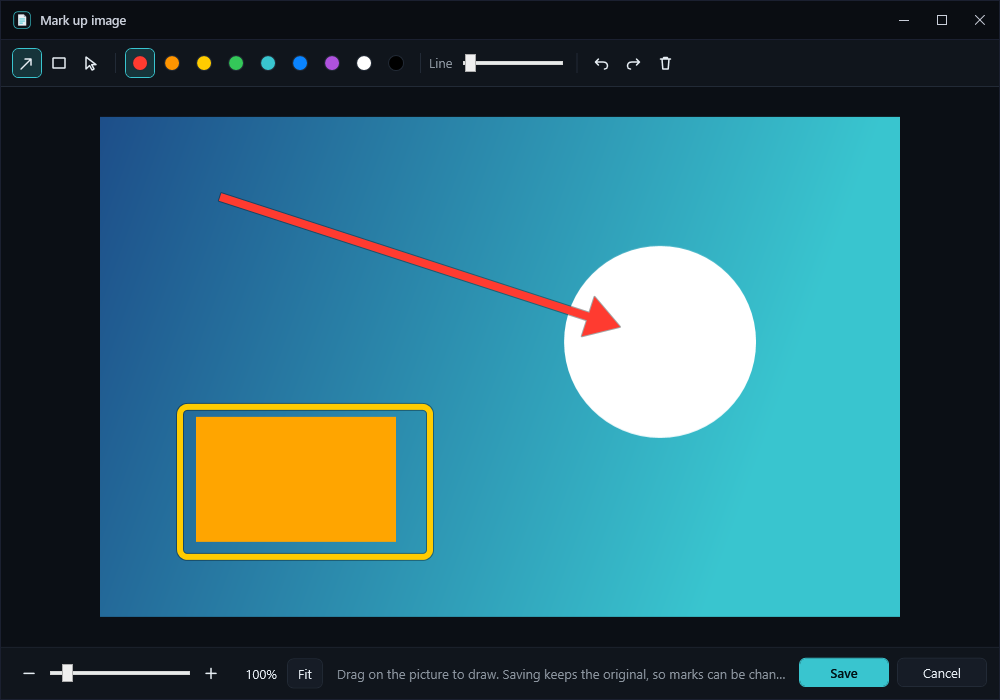 Mark up image
Line
100% Fit Drag on the picture to draw. Saving keeps the original, so marks can be chan... Save Cancel